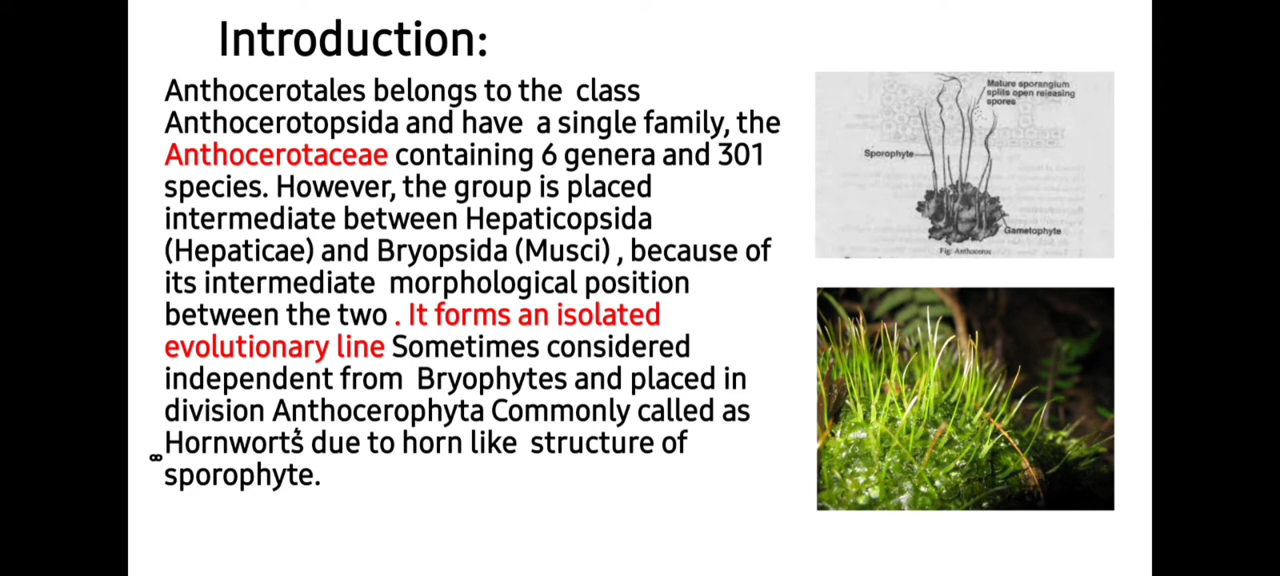 Introduction:
Anthocerotales belongs to the class
Anthocerotopsida and have a single family, the
Anthocerotaceae containing 6 genera and 301
species. However, the group is placed
intermediate between Hepaticopsida
(Hepaticae) and Bryopsida (Musci) , because of
its intermediate morphological position
between the two . It forms an isolated
evolutionary line Sometimes considered
independent from Bryophytes and placed in
division Anthocerophyta Commonly called as
Hornworts due to horn like structure of
sporophyte.
Mature sporangium
splits open releasing
spores
Sporophyte
Gametophyte
Fig: Anthoceros